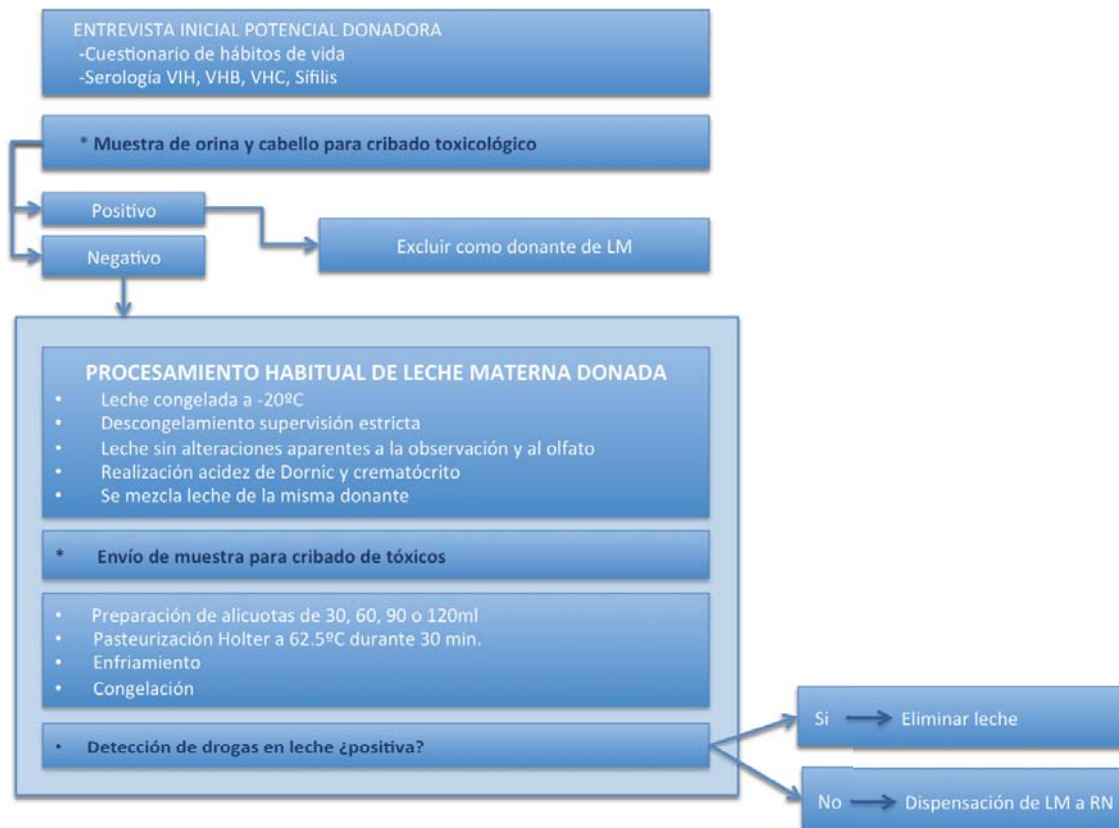 ENTREVISTA INICIAL POTENCIAL DONADORA
-Cuestionario de hábitos de vida
-Serología VIH, VHB, VHC, Sífilis
* Muestra de orina y cabello para cribado toxicológico
Positivo
Excluir como donante de LM
Negativo
PROCESAMIENTO HABITUAL DE LECHE MATERNA DONADA
• Leche congelada a -20ºC
• Descongelamiento supervisión estricta
• Leche sin alteraciones aparentes a la observación y al olfato
• Realización acidez de Dornic y crematócrito
• Se mezcla leche de la misma donante
* Envío de muestra para cribado de tóxicos
• Preparación de alicuotas de 30, 60, 90 o 120ml
• Pasteurización Holter a 62.5ºC durante 30 min.
• Enfriamiento
• Congelación
• Detección de drogas en leche ¿positiva?
Si → Eliminar leche
No → Dispensación de LM a RN